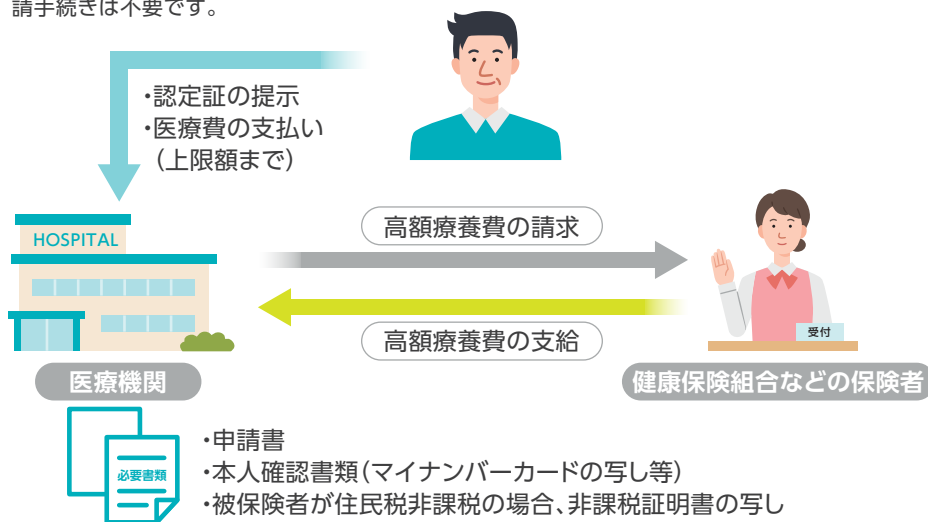 請手続きは不要です。
・認定証の提示
・医療費の支払い
（上限額まで）
HOSPITAL
高額療養費の請求
高額療養費の支給
受付
医療機関
健康保険組合などの保険者
必要書類
・申請書
・本人確認書類（マイナンバーカードの写し等）
・被保険者が住民税非課税の場合、非課税証明書の写し